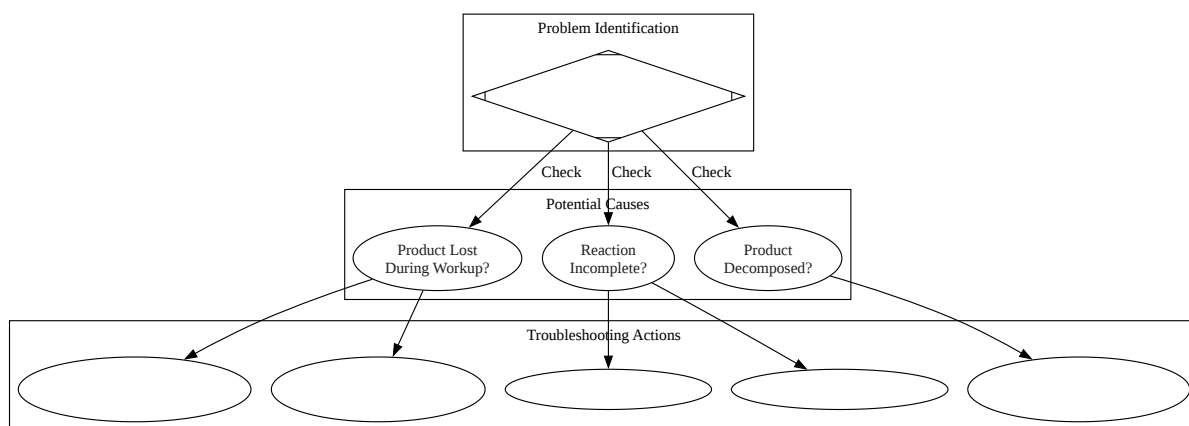 Problem Identification
Check
Check
Check
Potential Causes
Product Lost
During Workup?
Reaction
Incomplete?
Product
Decomposed?
Troubleshooting Actions